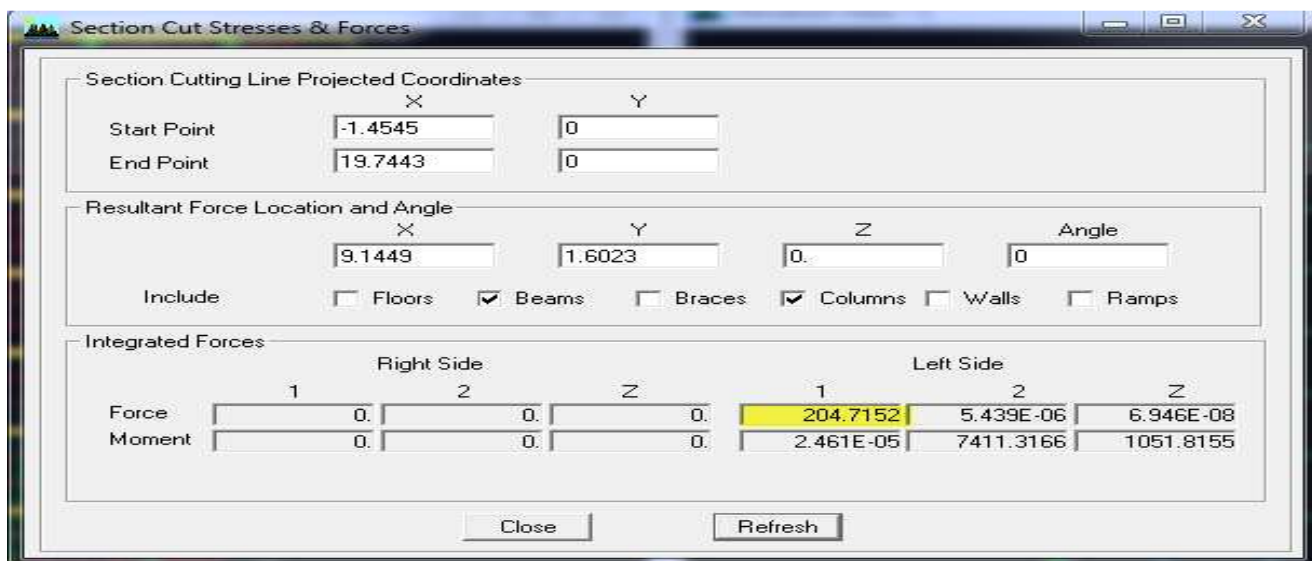 Section Cut Stresses & Forces
Section Cutting Line Projected Coordinates
X Y
Start Point -1.4545 0
End Point 19.7443 0
Resultant Force Location and Angle
X Y Z Angle
9.1449 1.6023 0. 0
Include Floors Beams Braces Columns Walls Ramps
Integrated Forces
Right Side Left Side
1 2 Z 1 2 Z
Force 0. 0. 0. 204.7152 5.439E-06 6.946E-08
Moment 0. 0. 0. 2.461E-05 7411.3166 1051.8155
Close Refresh